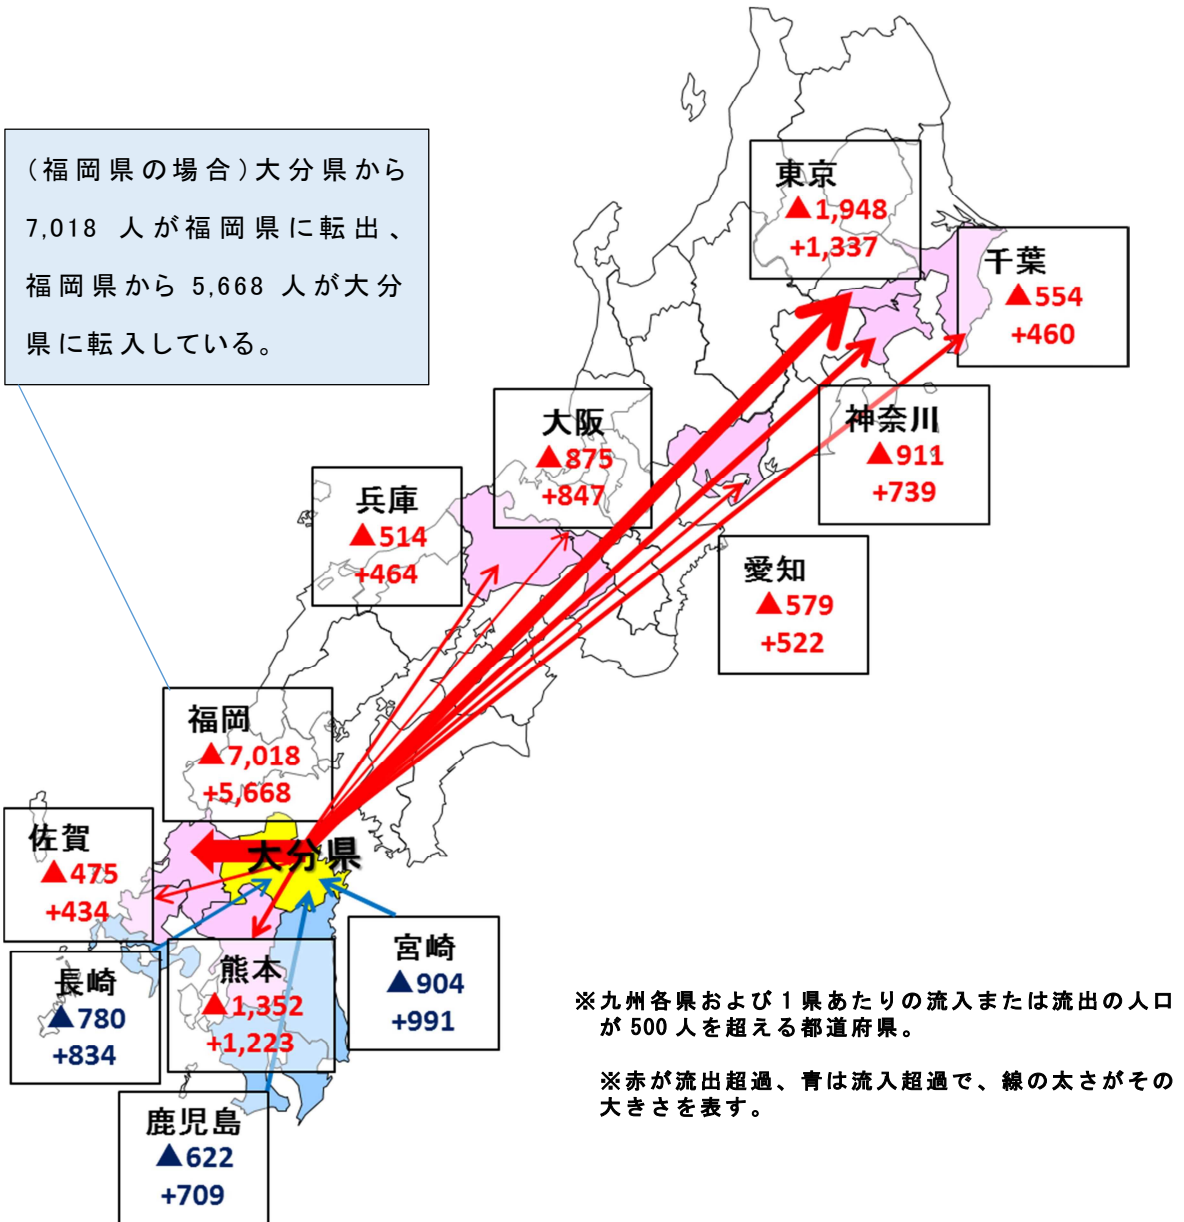 （福岡県の場合）大分県から
7,018 人が福岡県に転出、
福岡県から 5,668 人が大分
県に転入している。
東京
▲1,948
+1,337
千葉
▲554
+460
神奈川
▲911
+739
大阪
▲875
+847
兵庫
▲514
+464
愛知
▲579
+522
福岡
▲7,018
+5,668
佐賀
▲475
+434
大分県
長崎
▲780
+834
熊本
▲1,352
+1,223
宮崎
▲904
+991
鹿児島
▲622
+709
※九州各県および1県あたりの流入または流出の人口
が 500 人を超える都道府県。
※赤が流出超過、青は流入超過で、線の太さがその
大きさを表す。